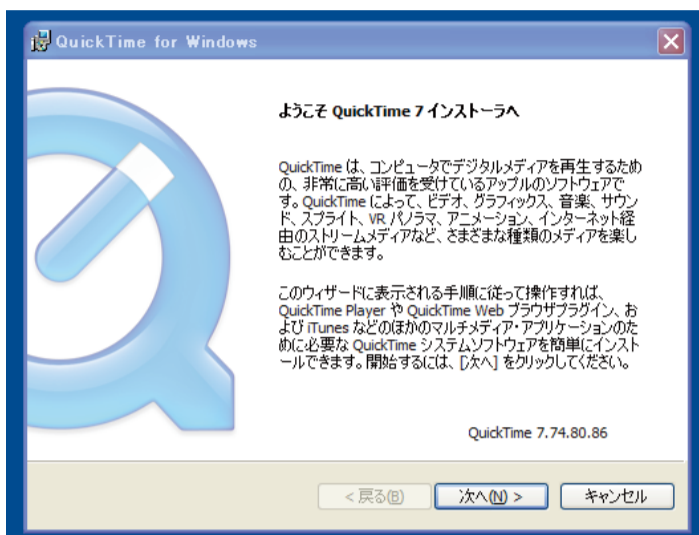 QuickTime for Windows
ようこそ QuickTime 7 インストーラへ
QuickTime は、コンピュータでデジタルメディアを再生するため
の、非常に高い評価を受けているアップルのソフトウェアで
す。QuickTime によって、ビデオ、グラフィックス、音楽、サウン
ド、スプライト、VR パノラマ、アニメーション、インターネット経
由のストリームメディアなど、さまざまな種類のメディアを楽し
むことができます。
このウィザードに表示される手順に従って操作すれば、
QuickTime Player や QuickTime Web ブラウザプラグイン、お
よび iTunes などのほかのマルチメディア・アプリケーションのた
めに必要な QuickTime システムソフトウェアを簡単にインスト
ールできます。開始するには、[次へ] をクリックしてください。
QuickTime 7.74.80.86
< 戻る(B)
次へ(N) >
キャンセル